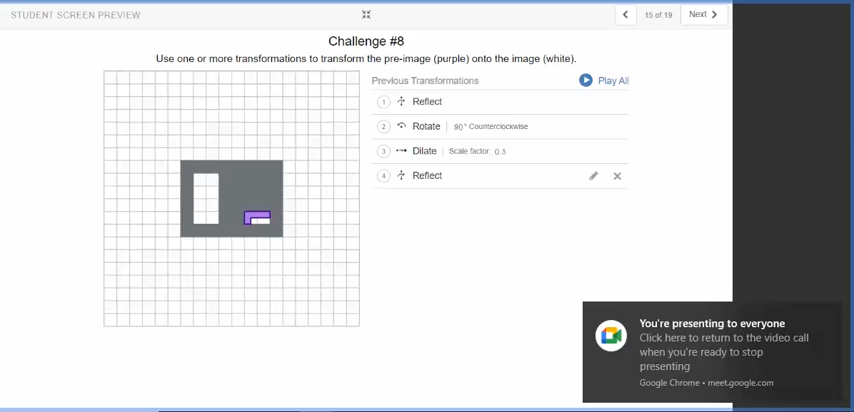 STUDENT SCREEN PREVIEW
15 of 19
Next
Challenge #8
Use one or more transformations to transform the pre-image (purple) onto the image (white).
Previous Transformations
Play All
1 Reflect
2 Rotate 90° Counterclockwise
3 Dilate Scale factor: 0.3
4 Reflect
You're presenting to everyone
Click here to return to the video call
when you're ready to stop
presenting
Google Chrome • meet.google.com